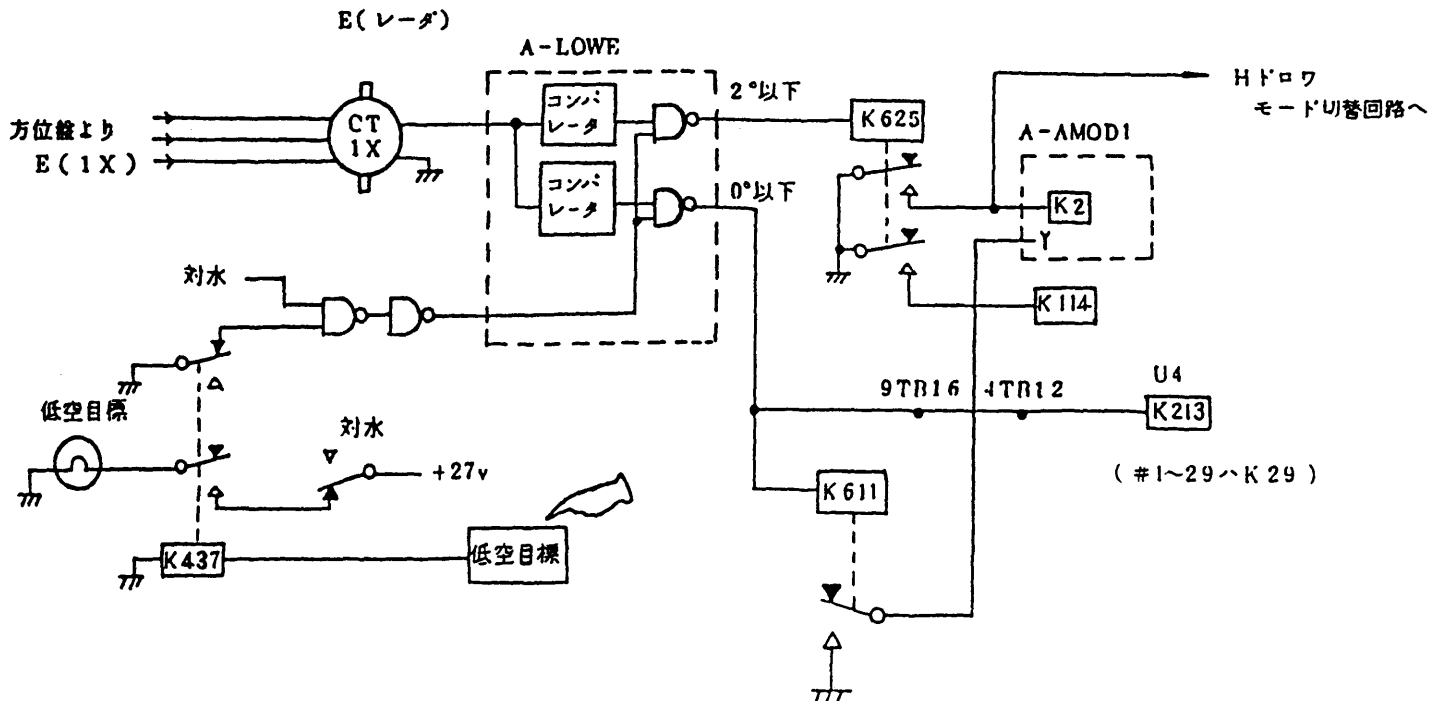 E(レーダ)
A-LOWE
コンパ
レータ
2°以下
K625
Hドロワ
モード切替回路へ
A-AMOD1
方位盤より
E(1X)
CT
1X
コンパ
レータ
0°以下
K2
Y
対水
K114
低空目標
対水
+27v
9TB16
4TB12
U4
K213
(#1~29ハK29)
K611
K437
低空目標